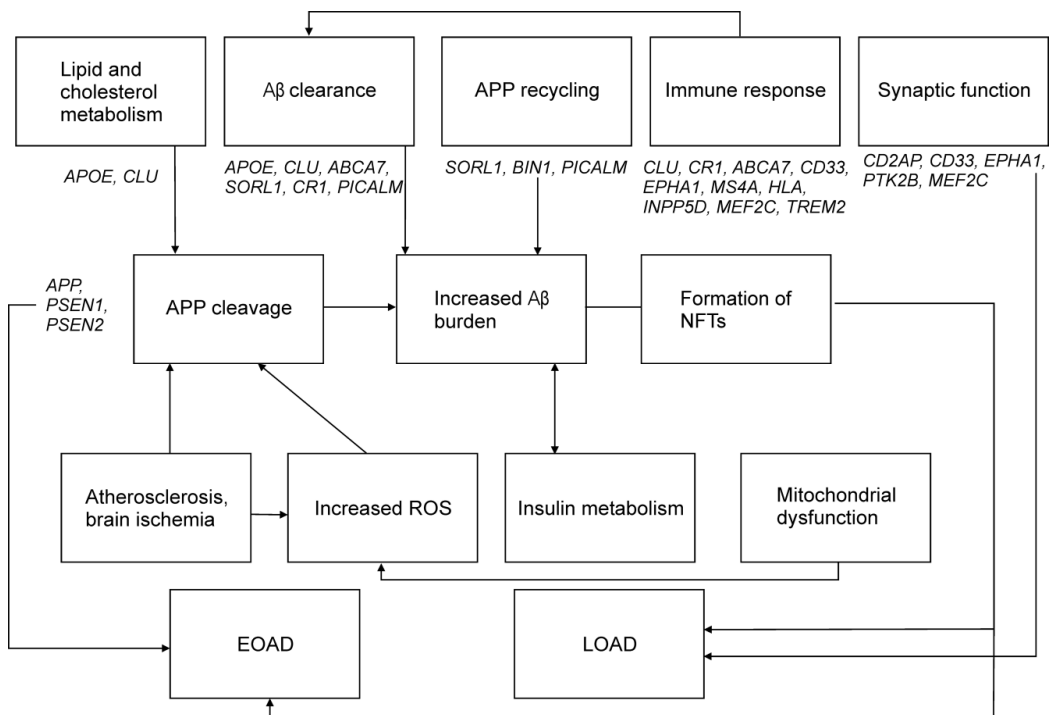 Lipid and
cholesterol
metabolism
Aβ clearance
APP recycling
Immune response
Synaptic function
APOE, CLU
APOE, CLU, ABCA7,
SORL1, CR1, PICALM
SORL1, BIN1, PICALM
CLU, CR1, ABCA7, CD33,
EPHA1, MS4A, HLA,
INPP5D, MEF2C, TREM2
CD2AP, CD33, EPHA1,
PTK2B, MEF2C
APP,
PSEN1,
PSEN2
APP cleavage
Increased Aβ
burden
Formation of
NFTs
Atherosclerosis,
brain ischemia
Increased ROS
Insulin metabolism
Mitochondrial
dysfunction
EOAD
LOAD